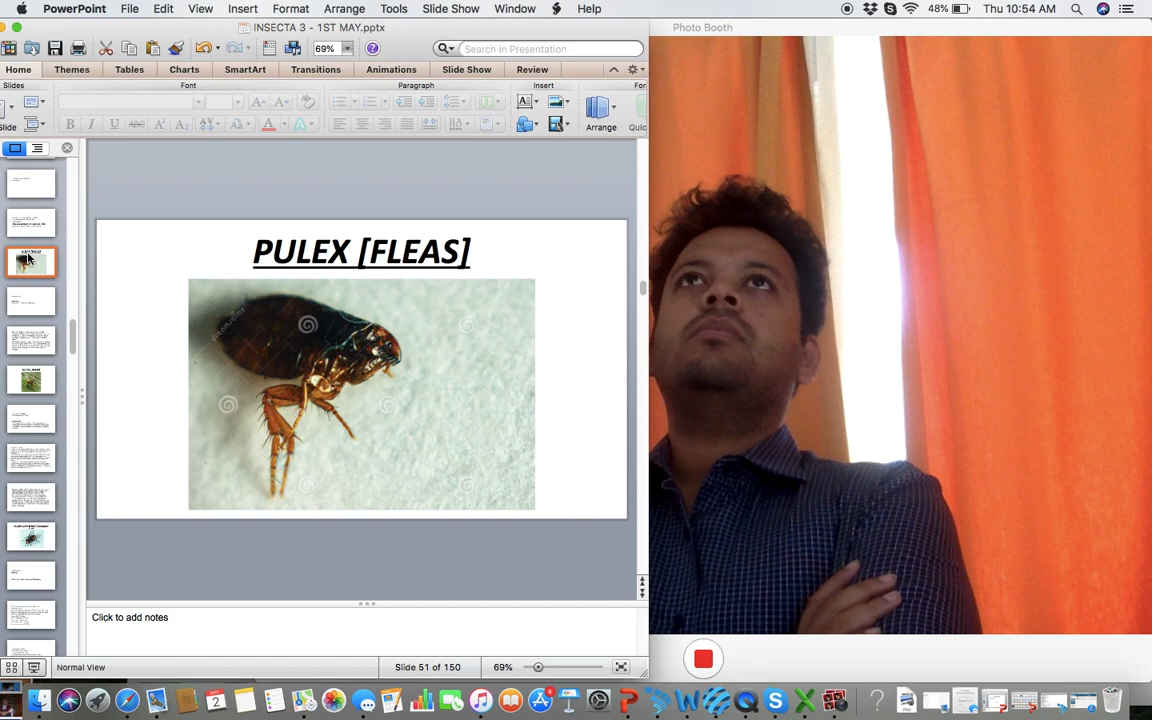 PowerPoint File Edit View Insert Format Arrange Tools Slide Show Window Help 48% Thu 10:54 AM
INSECTA 3 - 1ST MAY.pptx
Photo Booth
69% Search in Presentation
Home Themes Tables Charts SmartArt Transitions Animations Slide Show Review
Slides Font Paragraph Insert
Arrange
PULEX [FLEAS]
dreamstime
Click to add notes
Normal View Slide 51 of 150 69%